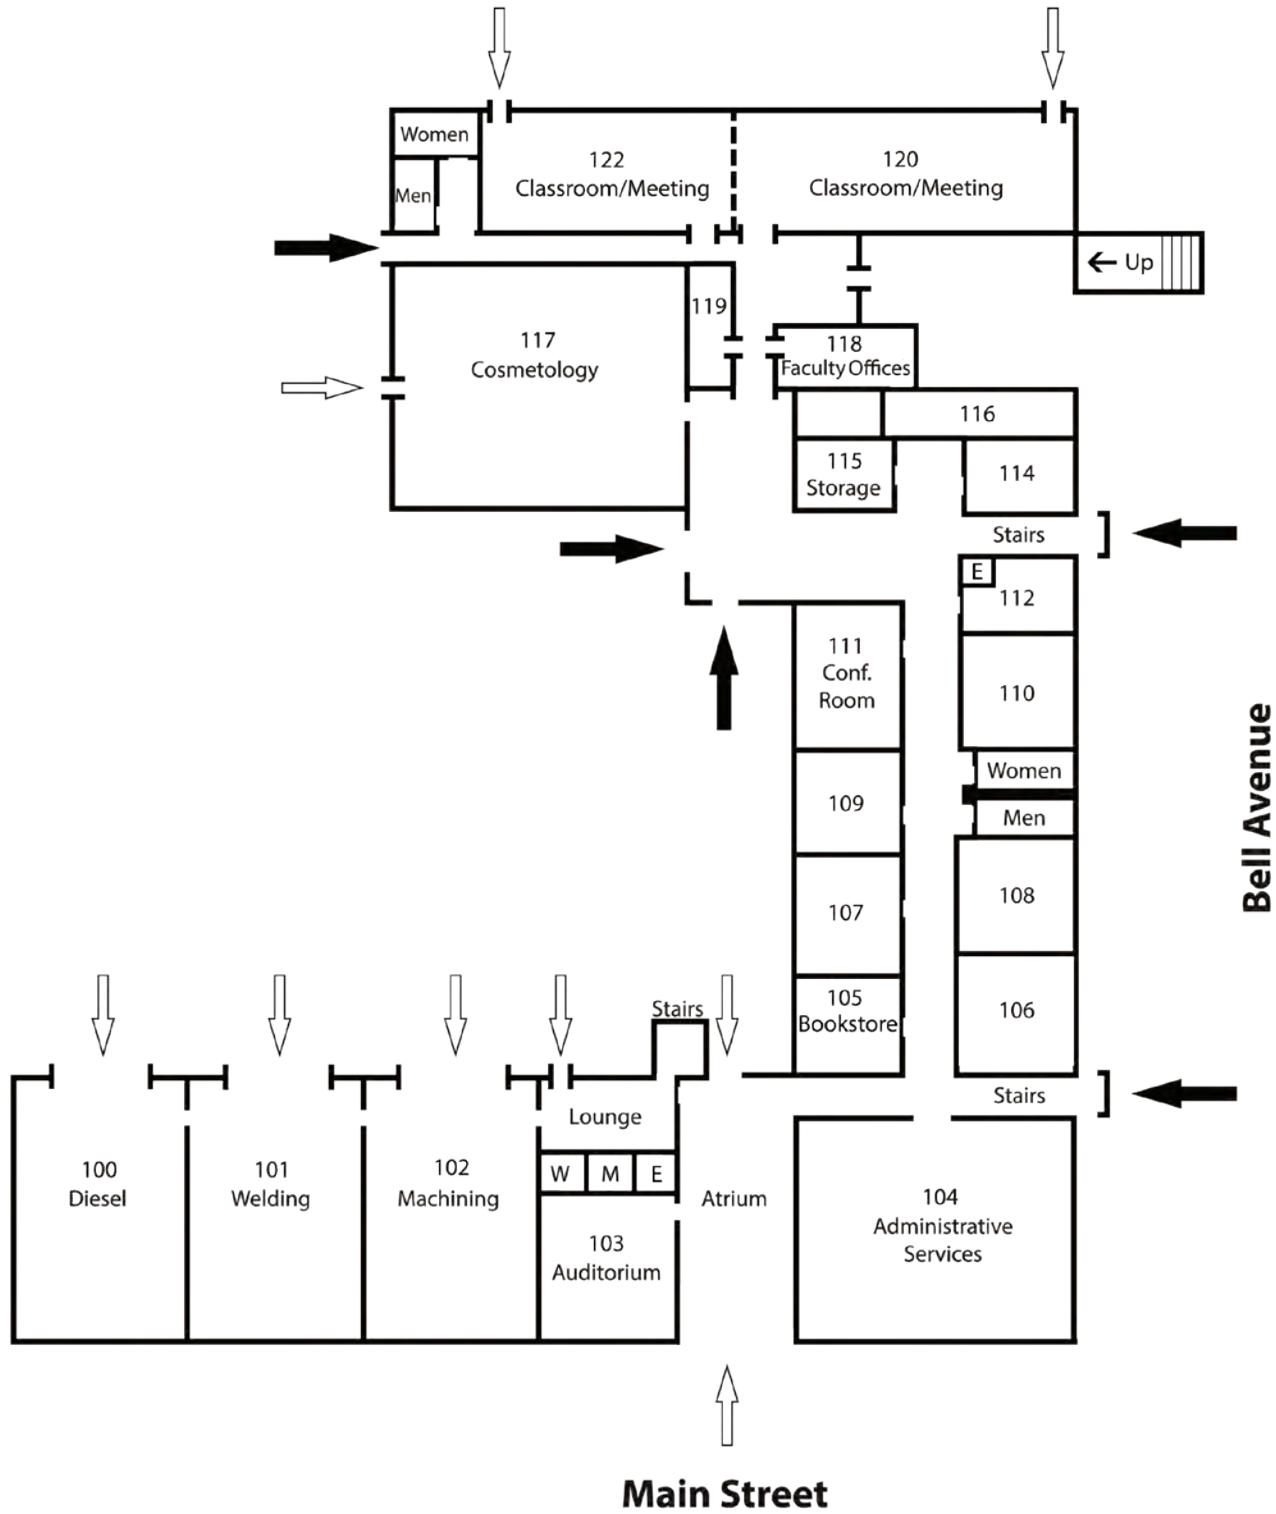 Women
122
Classroom/Meeting
120
Classroom/Meeting
Men
Up
119
117
Cosmetology
118
Faculty Offices
116
115
Storage
114
Stairs
E
112
111
Conf.
Room
110
Women
109
Men
108
107
Bell Avenue
105
Bookstore
106
Stairs
Stairs
Lounge
W M E
100
Diesel
101
Welding
102
Machining
Atrium
103
Auditorium
104
Administrative
Services
Main Street